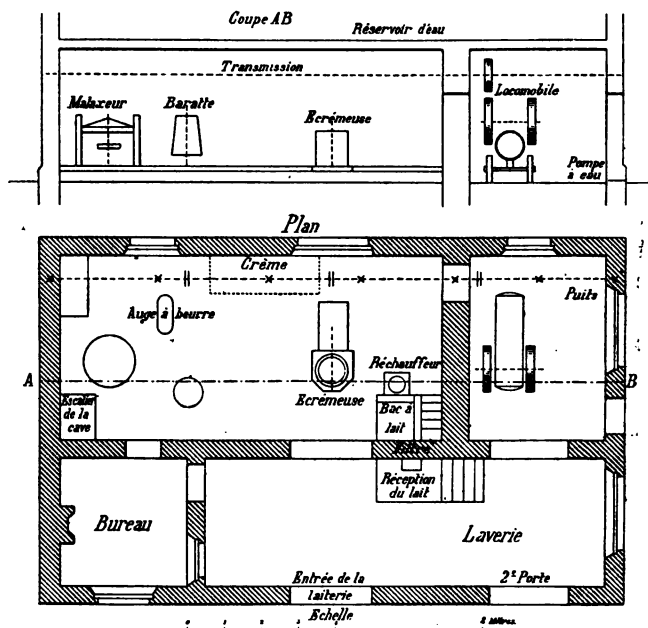 Coupe AB
Réservoir d'eau
Transmission
Malaxeur
Baratte
Ecrémeuse
Locomobile
Pompe
à eau
Plan
Crème
Puits
Auge à beurre
Réchauffeur
A
B
Ecrémeuse
Escalier
de la
cave
Bac à
lait
Filtre
Réception
du lait
Bureau
Laverie
Entrée de la
laiterie
2e Porte
Echelle